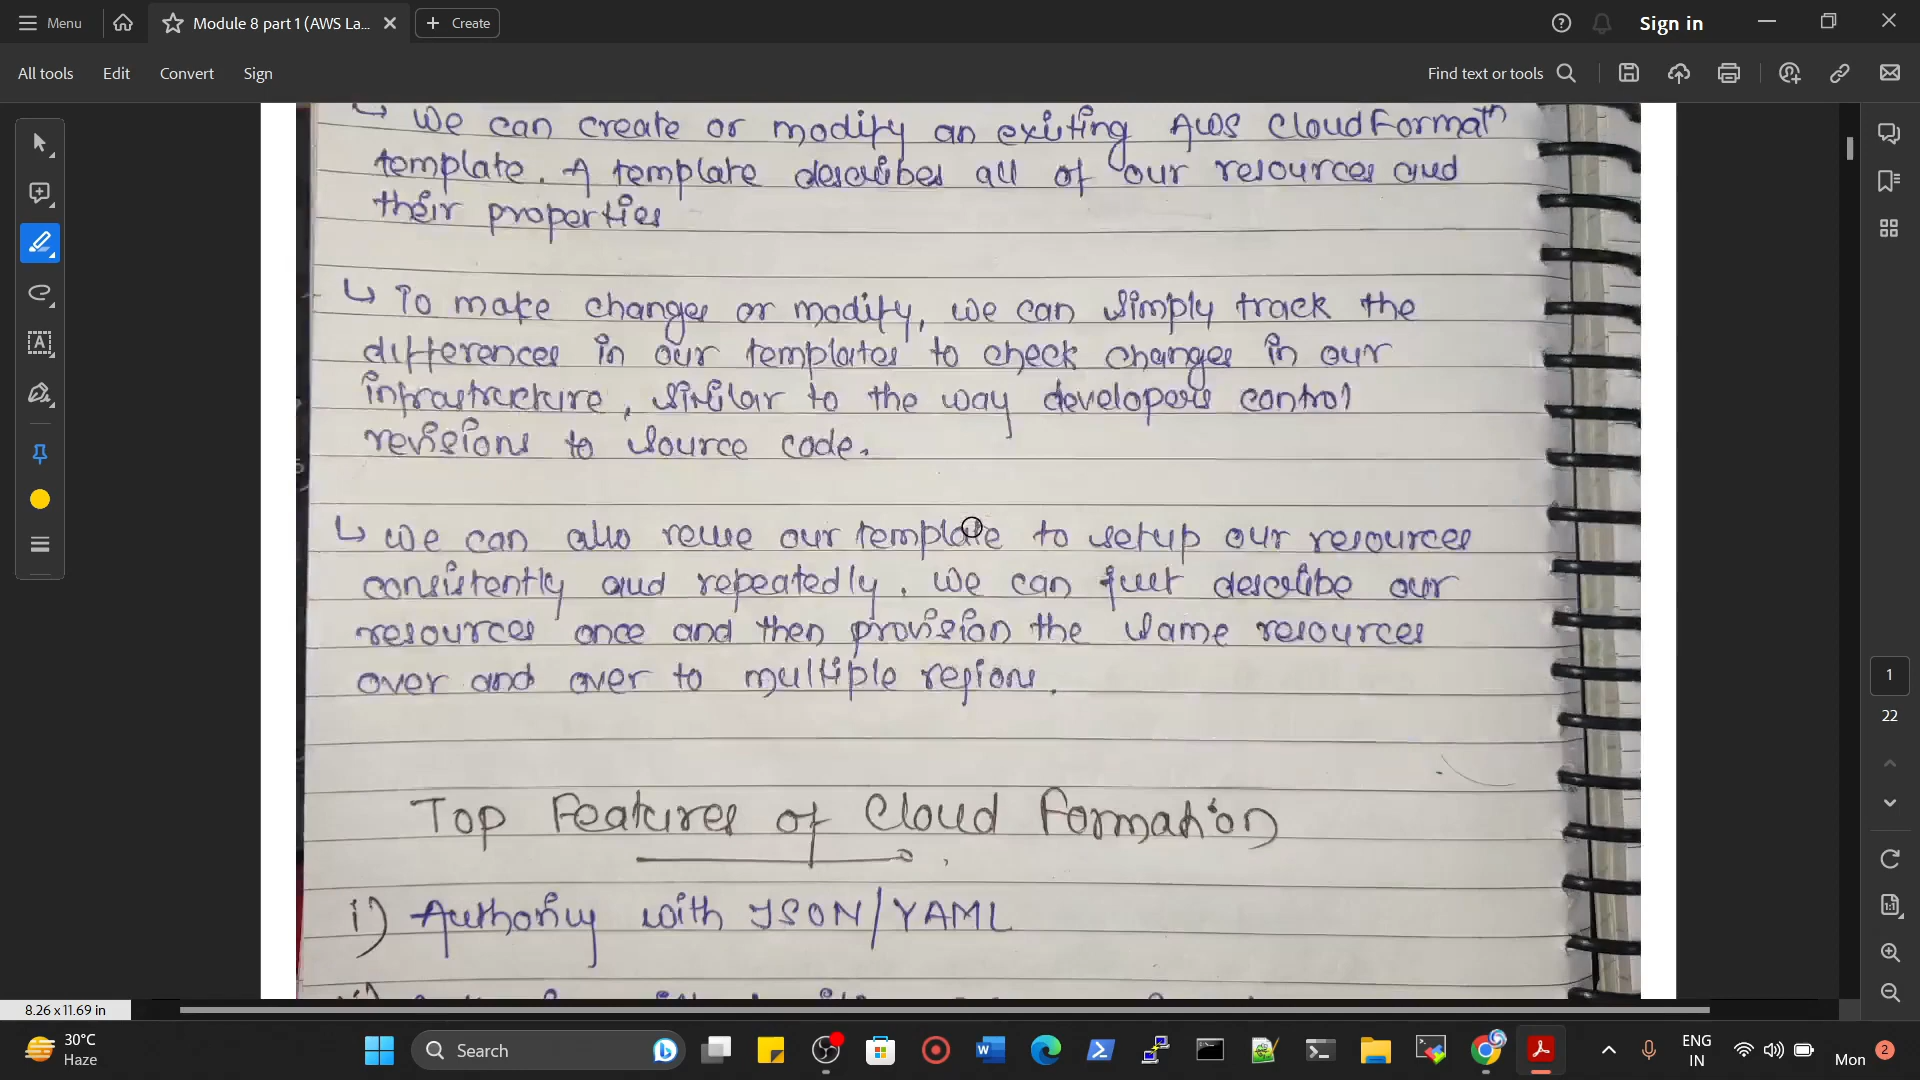 Menu
Module 8 part 1 (AWS La...
Create
Sign in
All tools
Edit
Convert
Sign
Find text or tools
↳ We can create or modify an existing AWS CloudFormatn
template. A template describes all of our resources and
their properties
↳ To make changes or modify, we can simply track the
differences in our templates to check changes in our
infrastructure, similar to the way developers control
revisions to source code.
↳ We can also reuse our template to setup our resources
consistently and repeatedly. We can just describe our
resources once and then provision the same resources
over and over to multiple regions.
Top Features of Cloud Formation
i) Authoriy with JSON/YAML
1
22
8.26 x 11.69 in
30°C
Haze
Search
ENG
IN
Mon
2